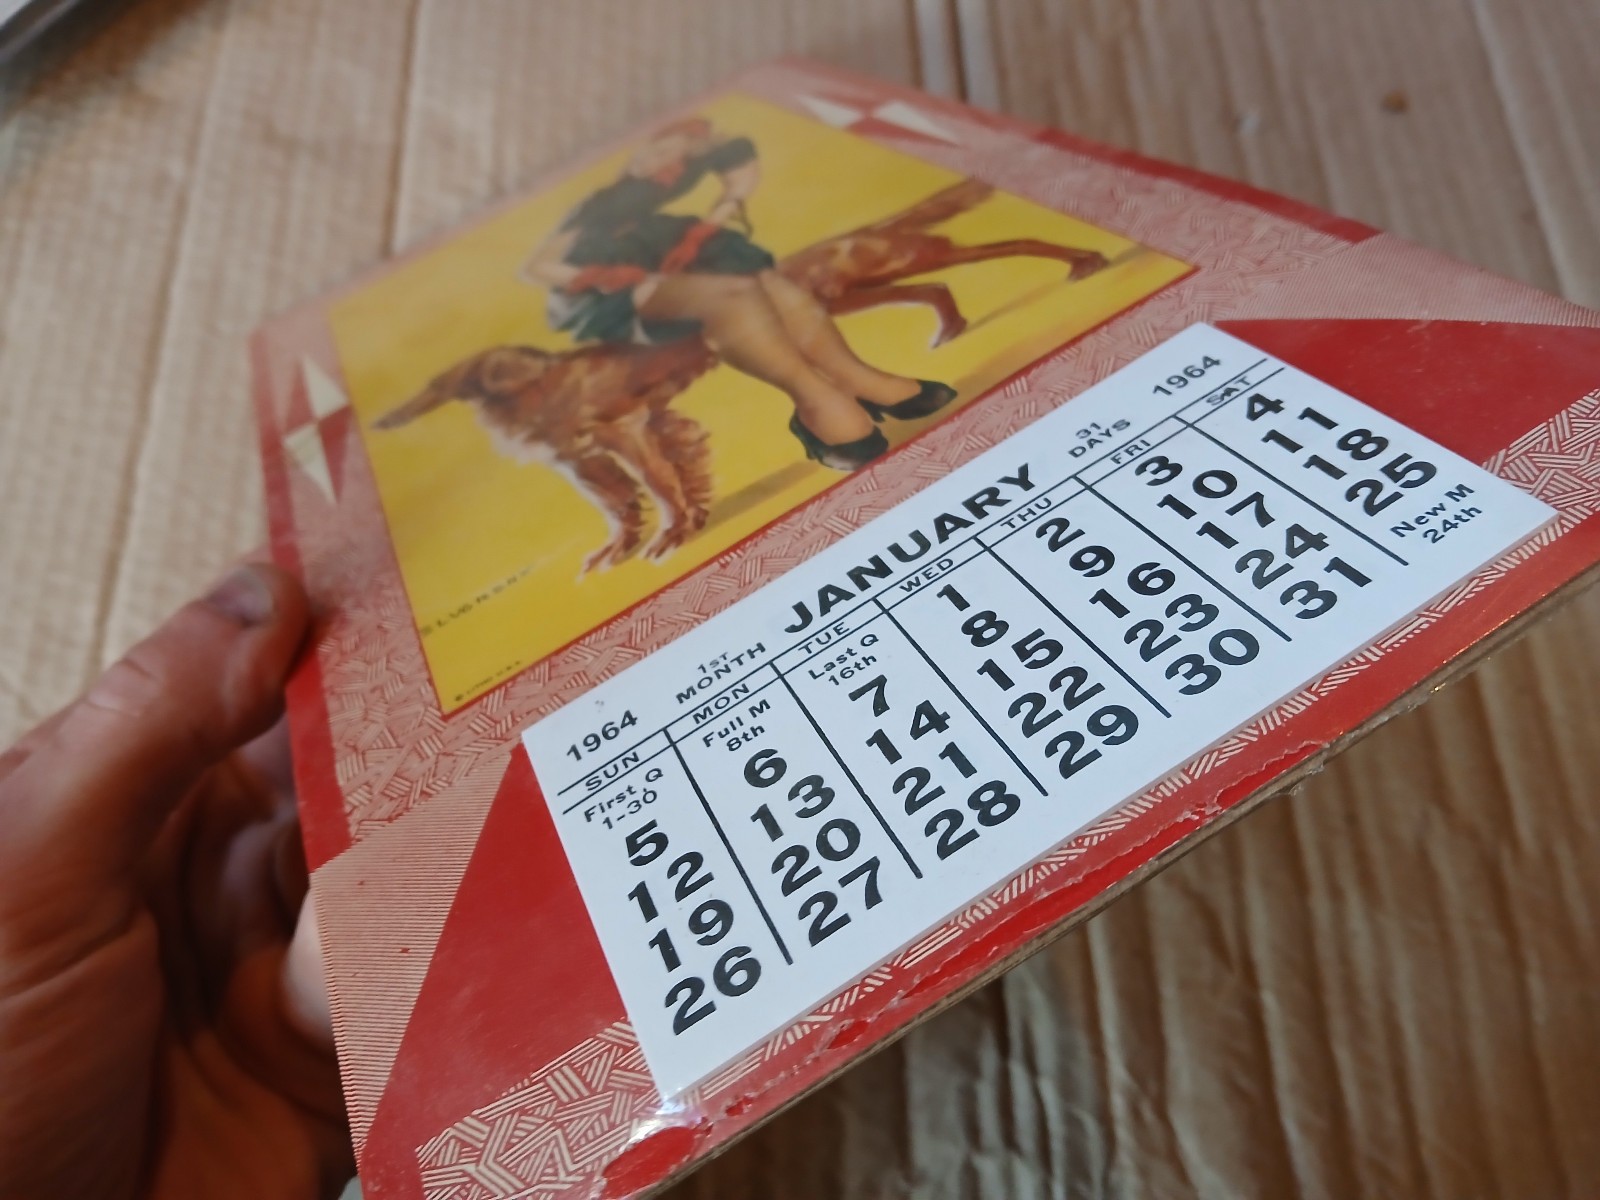 1964 1ST MONTH JANUARY 31 DAYS 1964
SUN MON TUE WED THU FRI SAT
First Q 1-30 Full M 8th Last Q 16th 1 2 3 4
5 6 7 8 9 10 11
12 13 14 15 16 17 18
19 20 21 22 23 24 25
26 27 28 29 30 31 New M 24th